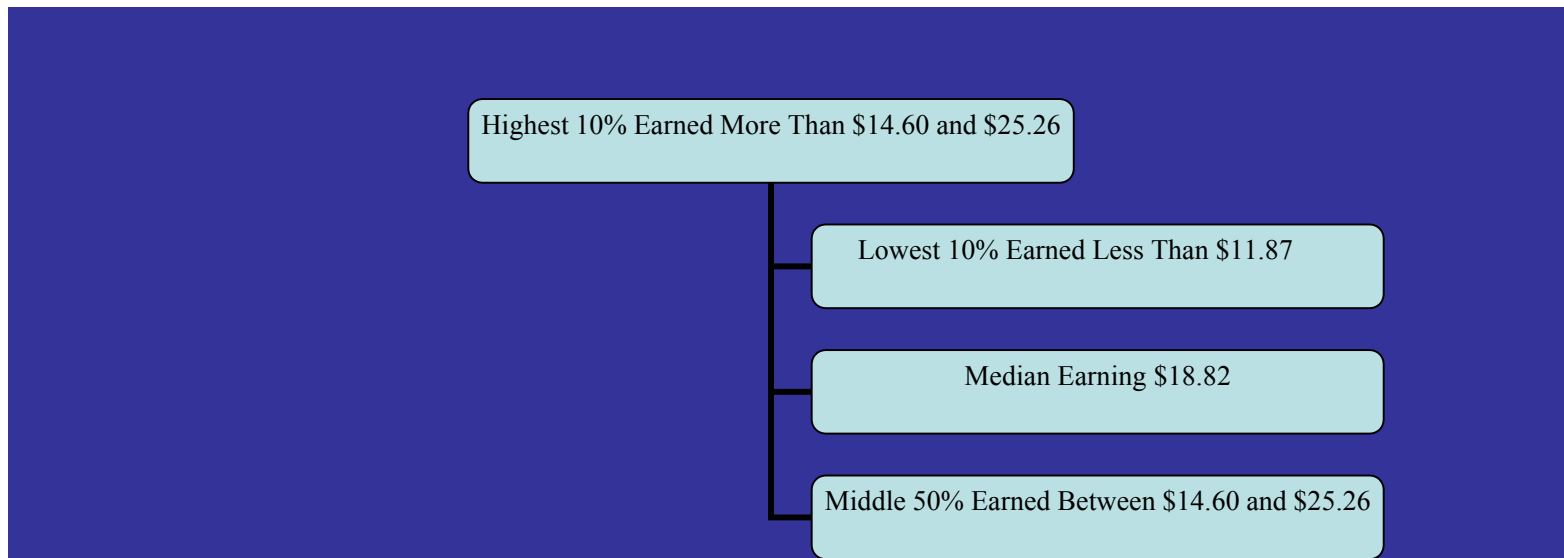 Highest 10% Earned More Than $14.60 and $25.26
Lowest 10% Earned Less Than $11.87
Median Earning $18.82
Middle 50% Earned Between $14.60 and $25.26